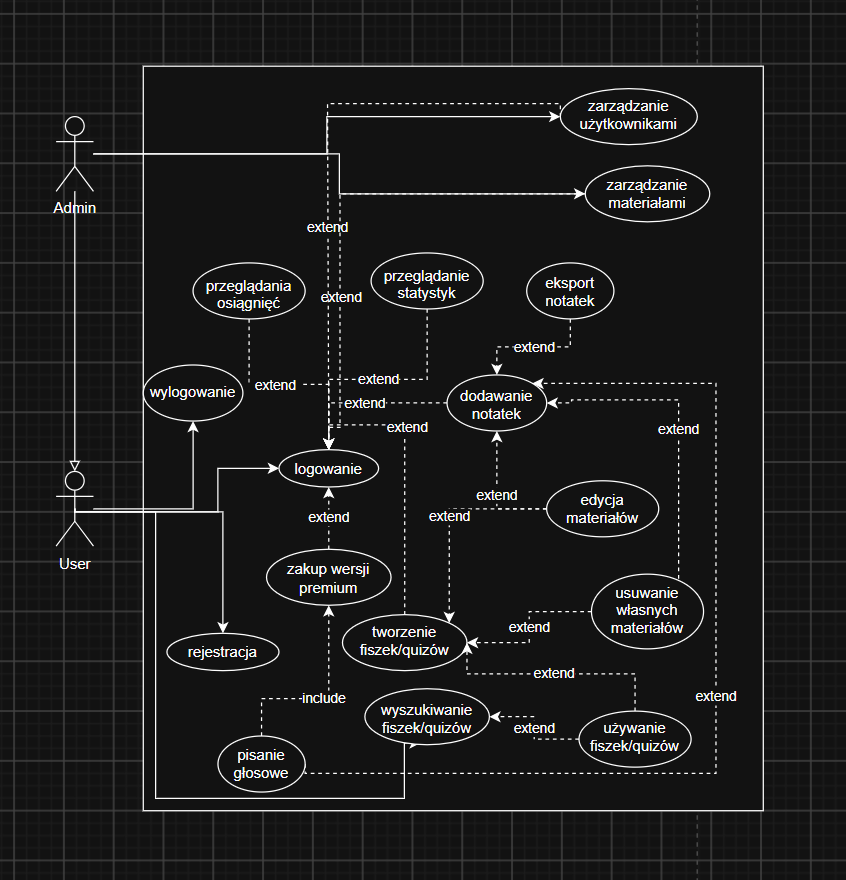 zarządzanie
użytkownikami
zarządzanie
materiałami
Admin
extend
przeglądania
osiągnięć
przeglądanie
statystyk
eksport
notatek
extend
extend
wylogowanie
extend
extend
extend
dodawanie
notatek
extend
extend
logowanie
extend
edycja
materiałów
extend
extend
User
zakup wersji
premium
usuwanie
własnych
materiałów
extend
tworzenie
fiszek/quizów
rejestracja
extend
include
extend
wyszukiwanie
fiszek/quizów
extend
używanie
fiszek/quizów
pisanie
głosowe